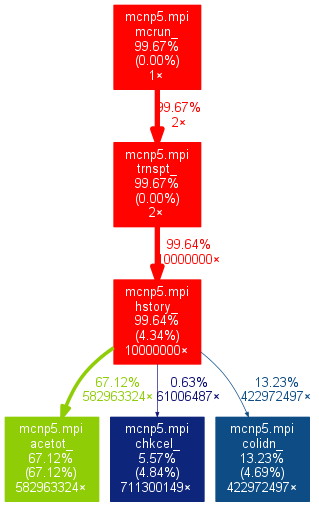 mcnp5.mpi
mcrun_
99.67%
(0.00%)
1×
99.67%
2×
mcnp5.mpi
trnspt_
99.67%
(0.00%)
2×
99.64%
10000000×
mcnp5.mpi
hstory_
99.64%
(4.34%)
10000000×
67.12%
582963324×
0.63%
61006487×
13.23%
422972497×
mcnp5.mpi
acetot_
67.12%
(67.12%)
582963324×
mcnp5.mpi
chkcel_
5.57%
(4.84%)
711300149×
mcnp5.mpi
colidn_
13.23%
(4.69%)
422972497×